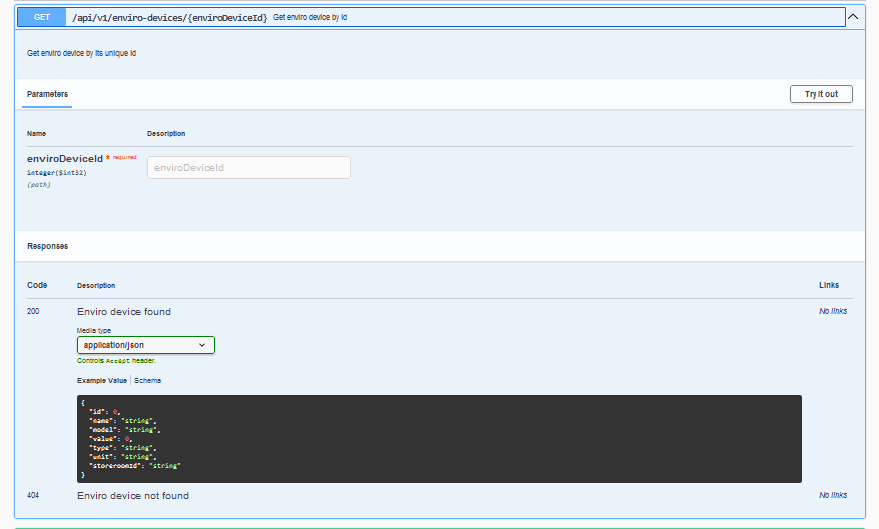 GET /api/v1/enviro-devices/{enviroDeviceId} Get enviro device by id
Get enviro device by its unique id
Parameters
Try it out
Name Description
enviroDeviceId * required
integer($int32)
(path)
enviroDeviceId
Responses
Code Description Links
200 Enviro device found No links
Media type
application/json
Controls Accept header.
Example Value Schema
{
"id": 0,
"name": "string",
"model": "string",
"value": 0,
"type": "string",
"unit": "string",
"storeroomId": "string"
}
404 Enviro device not found No links